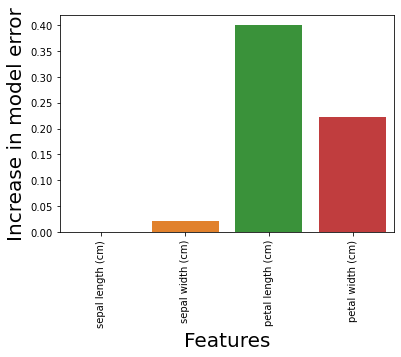 Increase in model error
0.40
0.35
0.30
0.25
0.20
0.15
0.10
0.05
0.00
sepal length (cm)
sepal width (cm)
petal length (cm)
petal width (cm)
Features